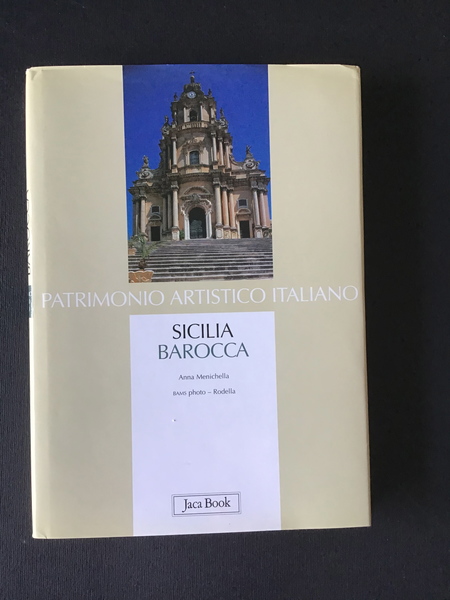 PATRIMONIO ARTISTICO ITALIANO
SICILIA
BAROCCA
Anna Menichella
BAMS photo – Rodella
Jaca Book